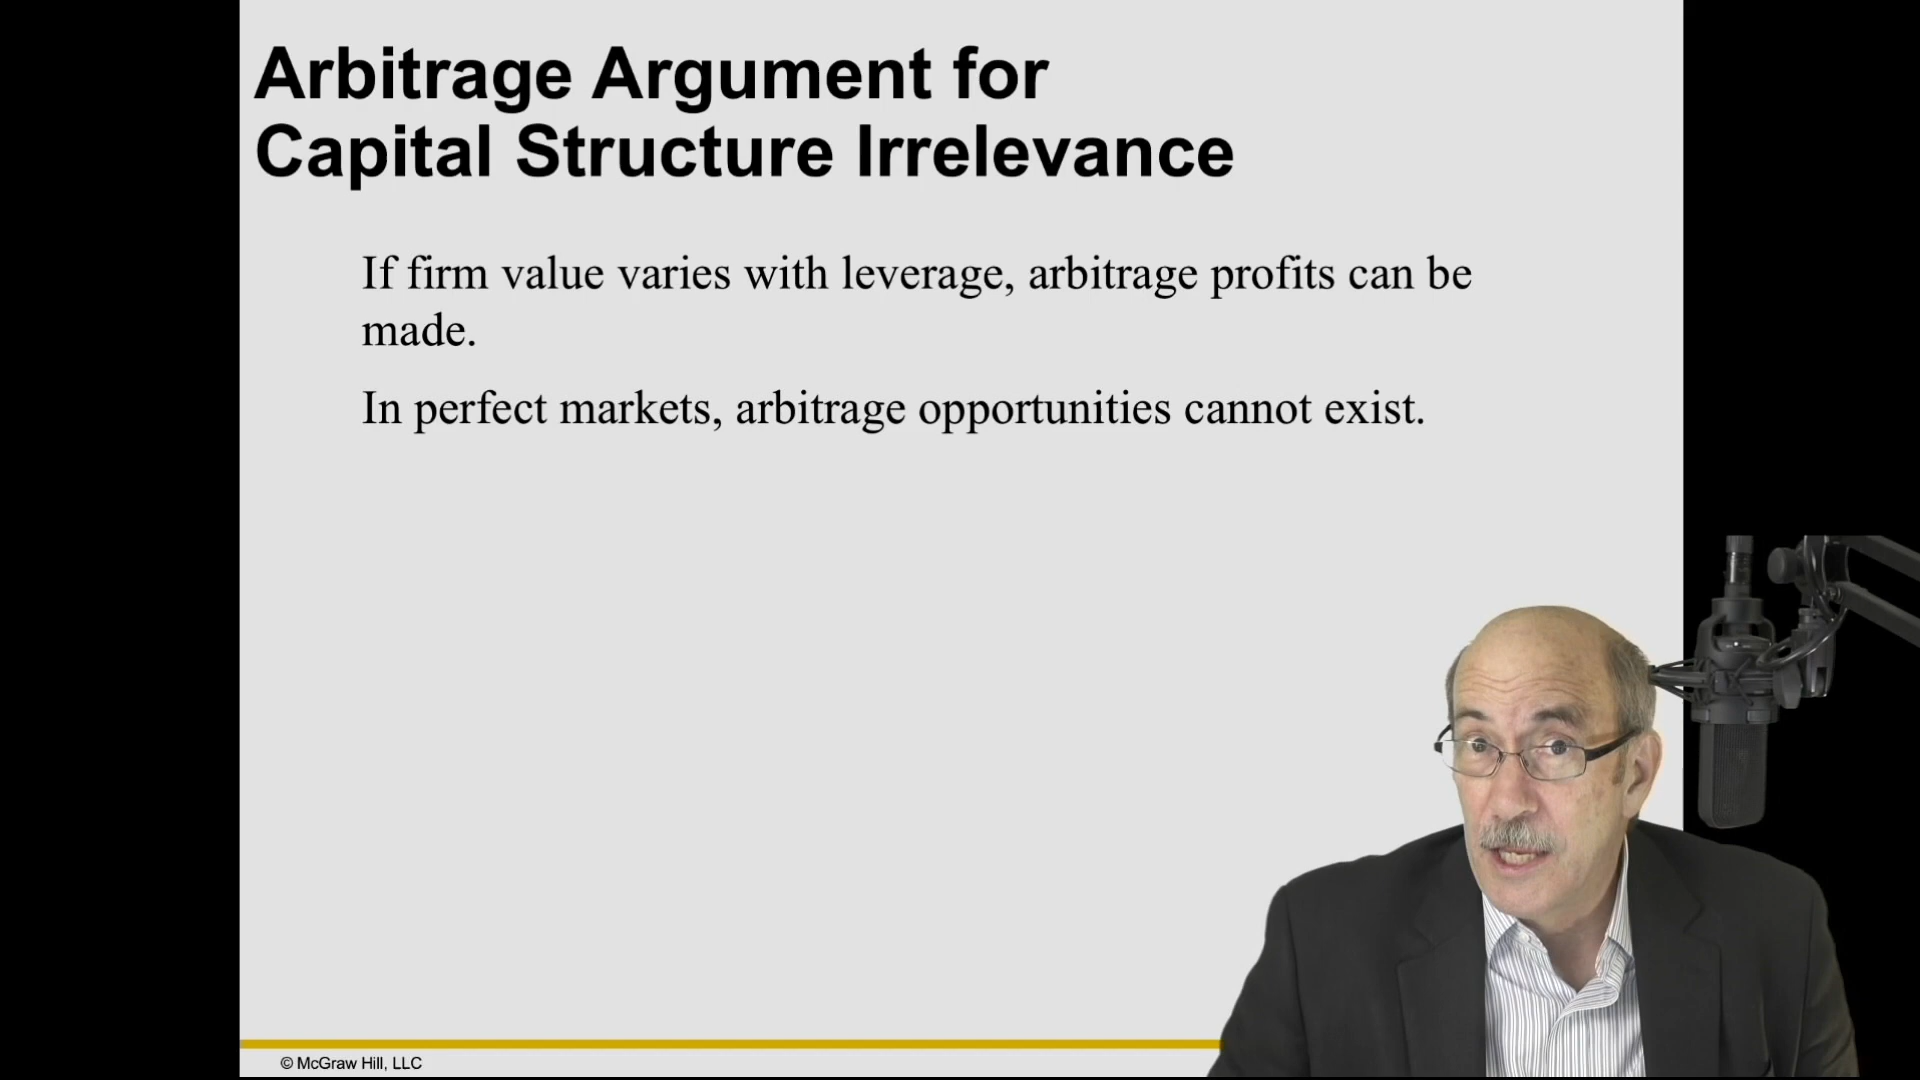 Arbitrage Argument for
Capital Structure Irrelevance
If firm value varies with leverage, arbitrage profits can be
made.
In perfect markets, arbitrage opportunities cannot exist.
© McGraw Hill, LLC